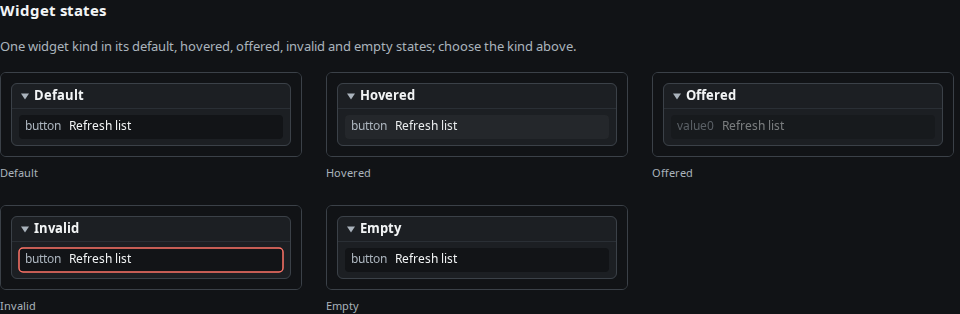 Widget states
One widget kind in its default, hovered, offered, invalid and empty states; choose the kind above.
Default
button Refresh list
Default
Hovered
button Refresh list
Hovered
Offered
value0 Refresh list
Offered
Invalid
button Refresh list
Invalid
Empty
button Refresh list
Empty